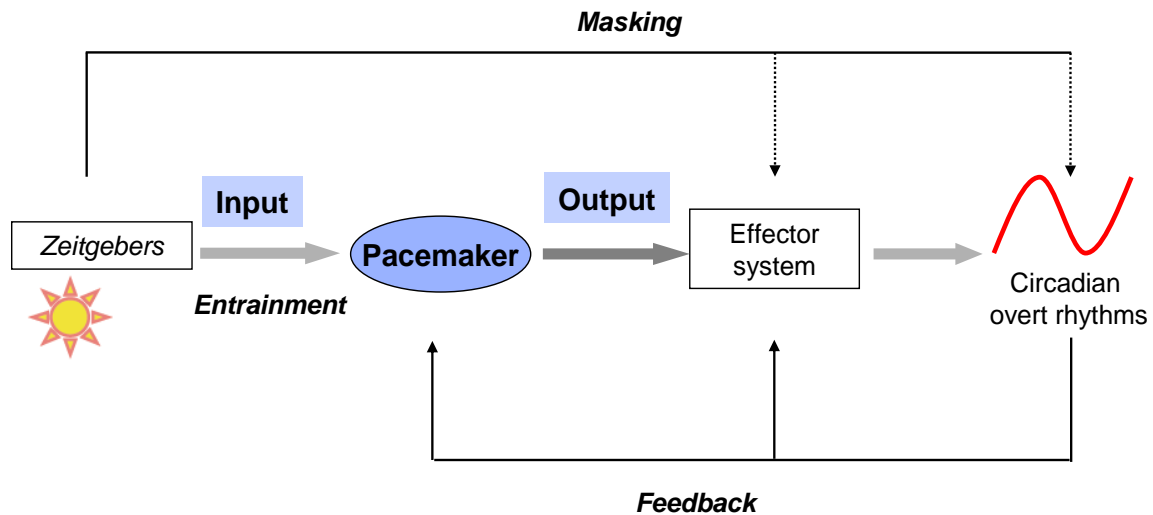 Masking
Input
Output
Zeitgebers
Pacemaker
Effector
system
Entrainment
Circadian
overt rhythms
Feedback